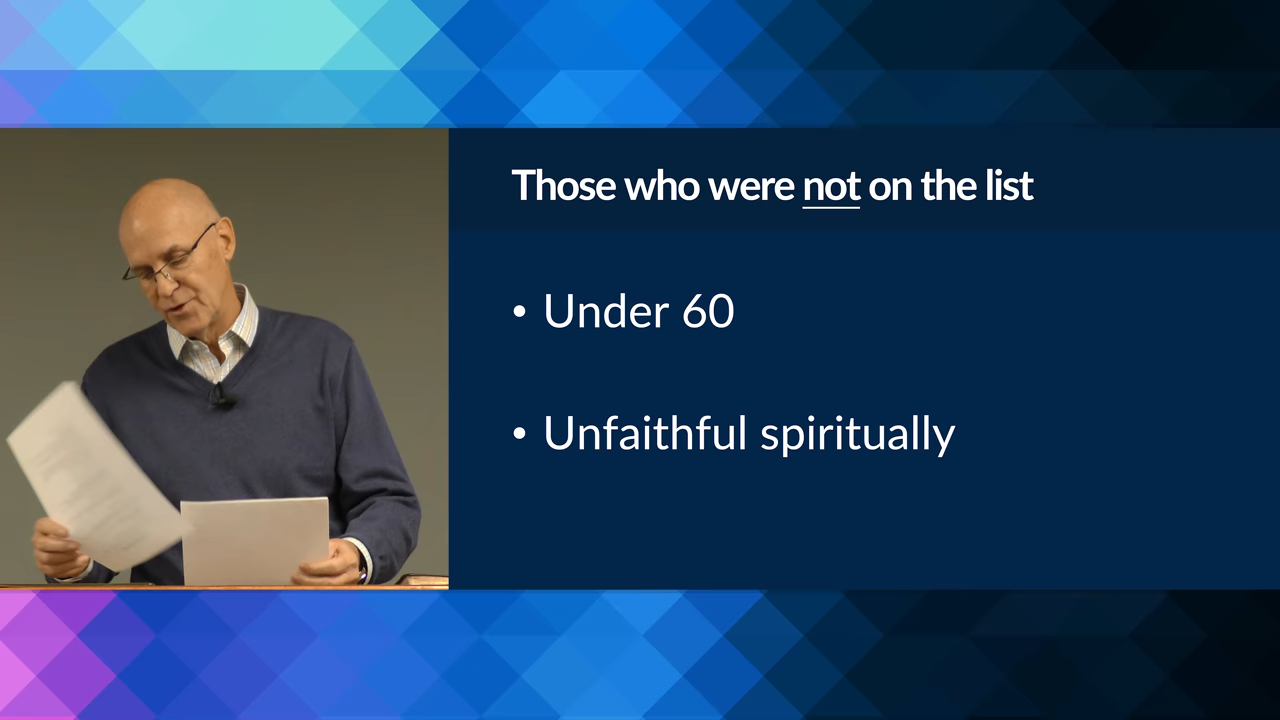 Those who were not on the list
• Under 60
• Unfaithful spiritually